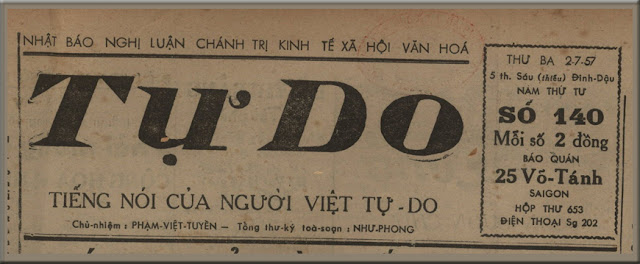 NHẬT BÁO NGHỊ LUẬN CHÁNH TRỊ KINH TẾ XÃ HỘI VĂN HOÁ
Tự Do
TIẾNG NÓI CỦA NGƯỜI VIỆT TỰ-DO
Chủ-nhiệm : PHẠM-VIỆT-TUYỀN — Tổng thư-ký toà-soạn : NHƯ-PHONG
THỨ BA 2-7-57
5 th. Sáu (thiếu) Đinh-Dậu
NĂM THỨ TƯ
SỐ 140
Mỗi số 2 đồng
BÁO QUÁN
25 Võ-Tánh
SAIGON
HỘP THƯ 653
ĐIỆN THOẠI Sg 202